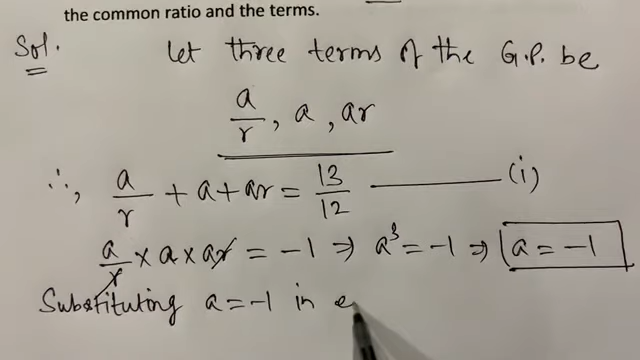 the common ratio and the terms.
Sol. Let three terms of the G.P. be
a/r, a, ar
∴, a/r + a + ar = 13/12 ——— (i)
a/r × a × ar = -1 ⇒ a³ = -1 ⇒ a = -1
Substituting a = -1 in e